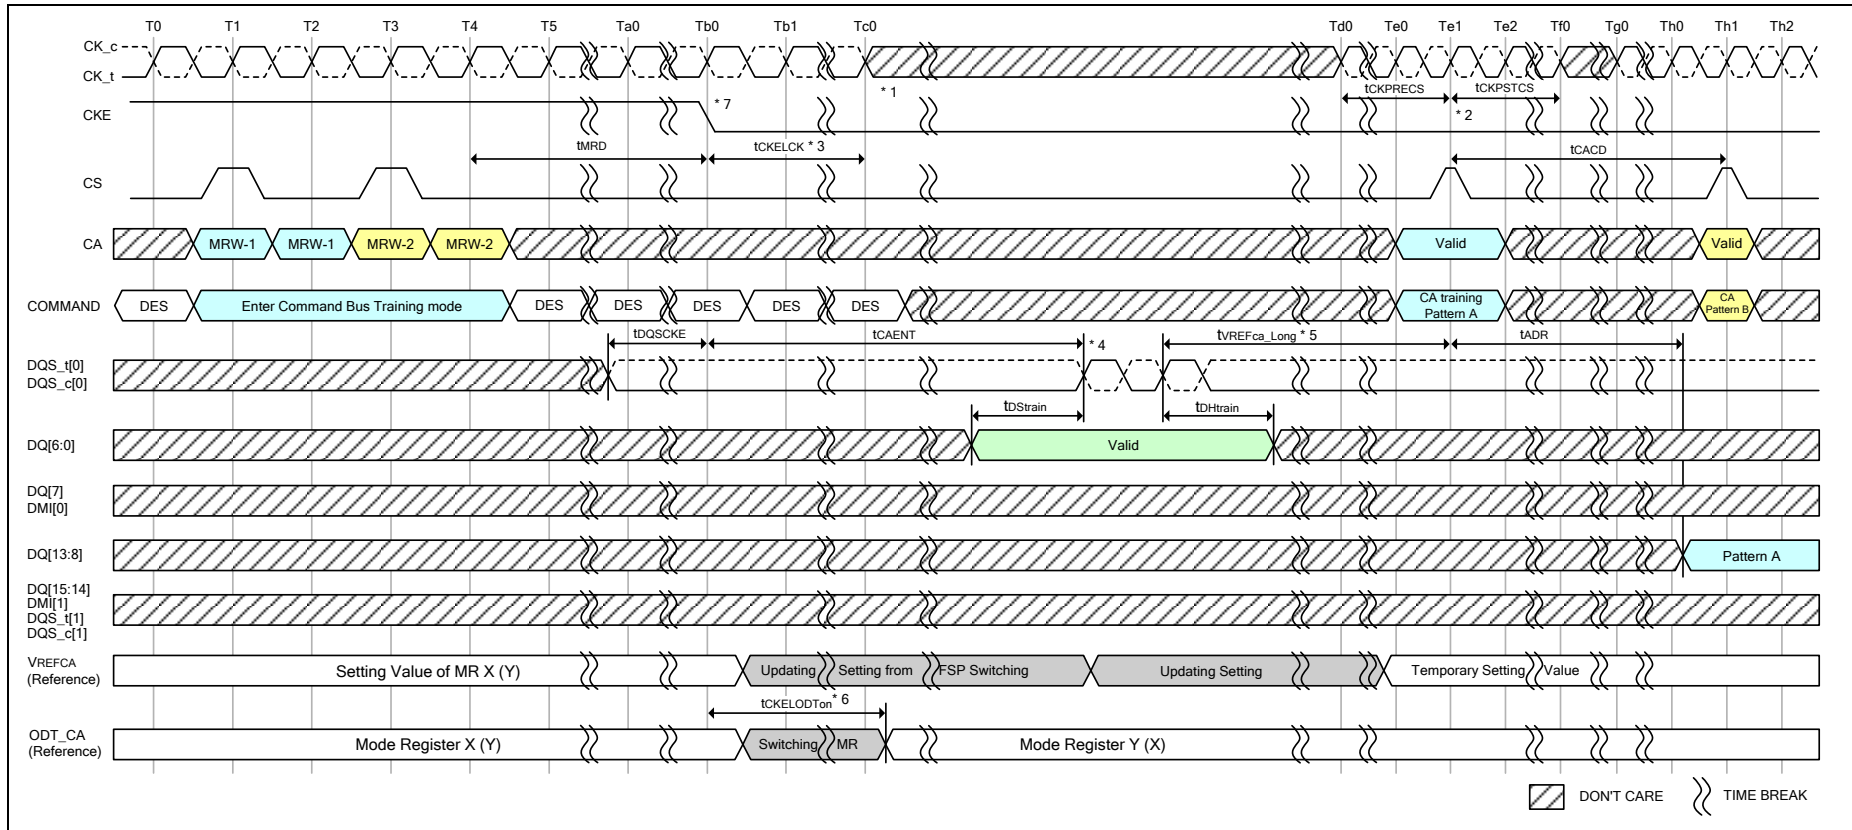 T0 T1 T2 T3 T4 T5 Ta0 Tb0 Tb1 Tc0 Td0 Te0 Te1 Te2 Tf0 Tg0 Th0 Th1 Th2
CK_c
CK_t
* 1
tCKPRECS tCKPSTCS
CKE
* 7
* 2
tMRD tCKELCK * 3 tCACD
CS
CA MRW-1 MRW-1 MRW-2 MRW-2 Valid Valid
COMMAND DES Enter Command Bus Training mode DES DES DES DES DES CA training Pattern A CA Pattern B
tDQSCKE tCAENT * 4 tVREFca_Long * 5 tADR
DQS_t[0]
DQS_c[0]
tDStrain tDHtrain
DQ[6:0] Valid
DQ[7]
DMI[0]
DQ[13:8] Pattern A
DQ[15:14]
DMI[1]
DQS_t[1]
DQS_c[1]
VREFCA
(Reference)
Setting Value of MR X (Y) Updating Setting from FSP Switching Updating Setting Temporary Setting Value
tCKELODTon * 6
ODT_CA
(Reference)
Mode Register X (Y) Switching MR Mode Register Y (X)
DON'T CARE TIME BREAK